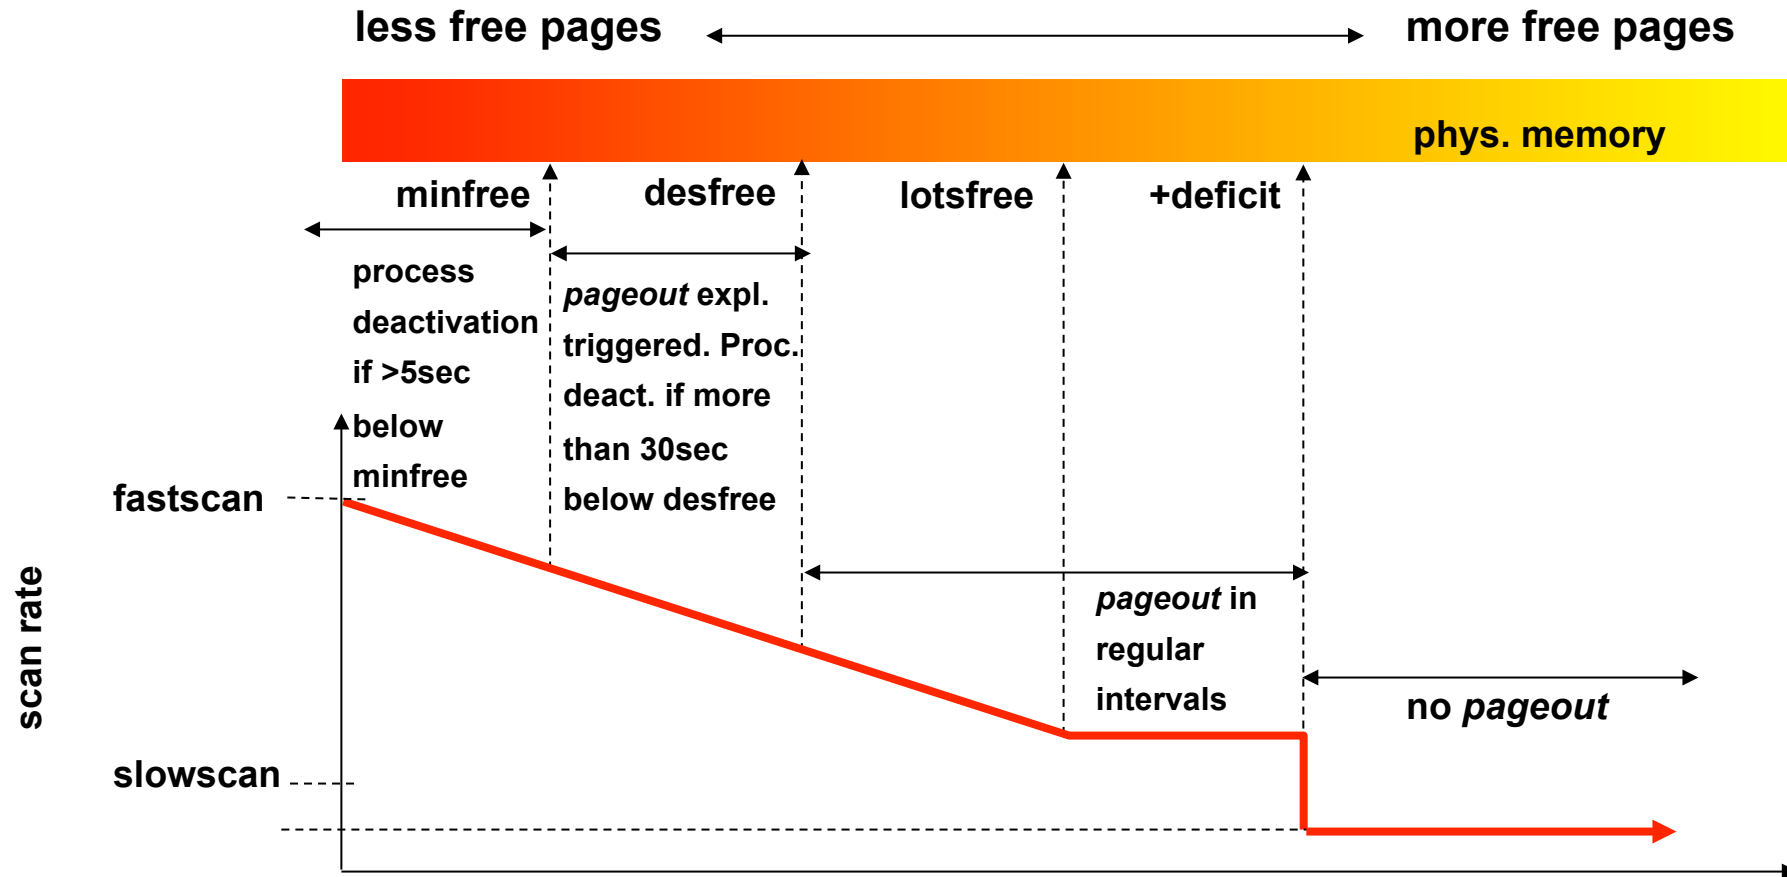 less free pages
more free pages
phys. memory
minfree
desfree
lotsfree
+deficit
process
deactivation
if >5sec
below
minfree
pageout expl.
triggered. Proc.
deact. if more
than 30sec
below desfree
fastscan
scan rate
pageout in
regular
intervals
no pageout
slowscan